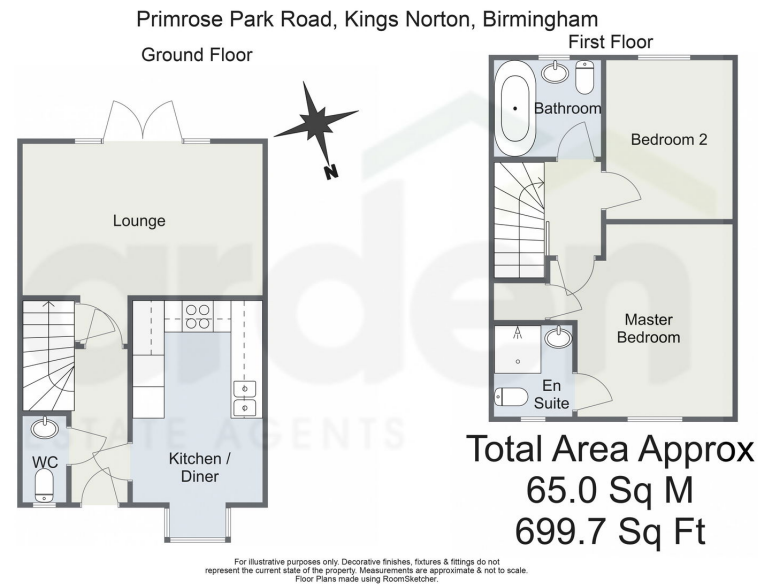 Primrose Park Road, Kings Norton, Birmingham
Ground Floor
First Floor
Bathroom
Bedroom 2
N
Lounge
Master
Bedroom
En
Suite
WC
Kitchen /
Diner
arden
ESTATE AGENTS
Total Area Approx
65.0 Sq M
699.7 Sq Ft
For illustrative purposes only. Decorative finishes, fixtures & fittings do not
represent the current state of the property. Measurements are approximate & not to scale.
Floor Plans made using RoomSketcher.